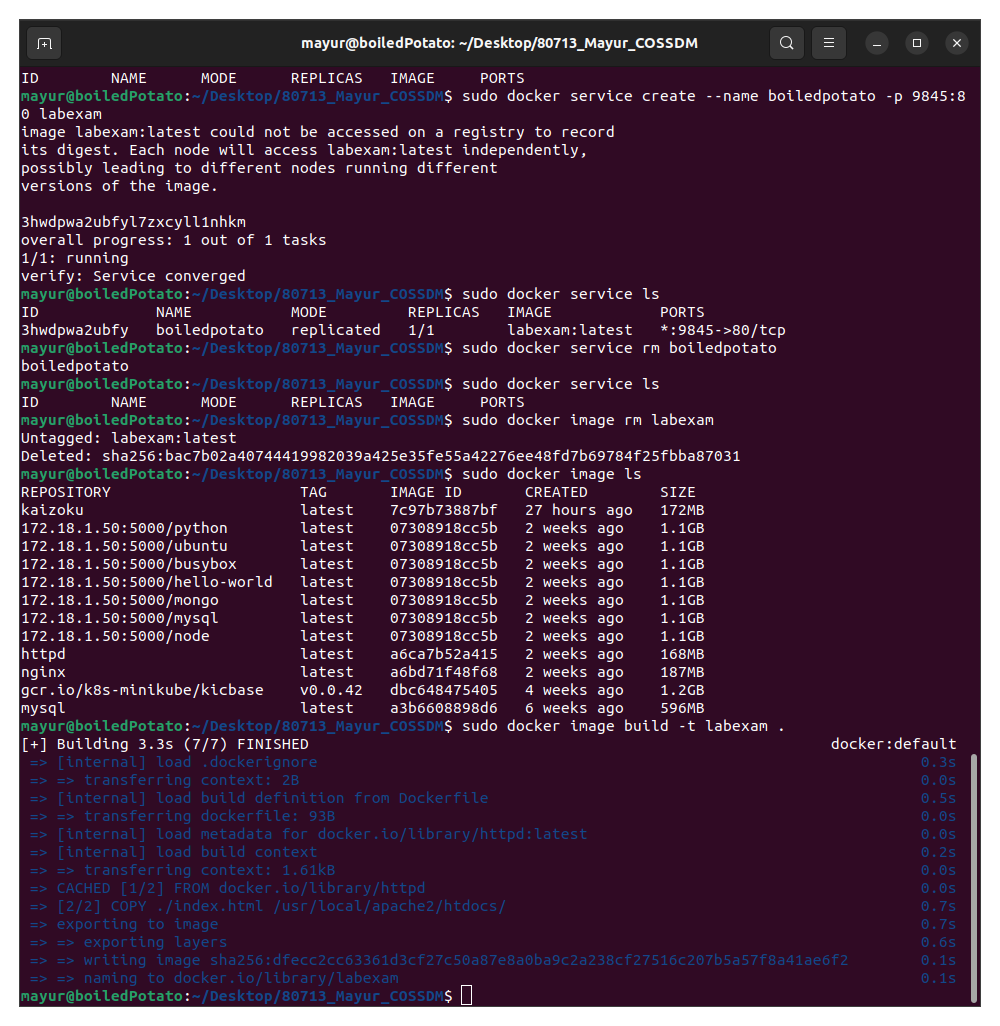 mayur@boiledPotato: ~/Desktop/80713_Mayur_COSSDM
ID        NAME      MODE      REPLICAS   IMAGE     PORTS
mayur@boiledPotato:~/Desktop/80713_Mayur_COSSDM$ sudo docker service create --name boiledpotato -p 9845:8
0 labexam
image labexam:latest could not be accessed on a registry to record
its digest. Each node will access labexam:latest independently,
possibly leading to different nodes running different
versions of the image.
3hwdpwa2ubfyl7zxcyll1nhkm
overall progress: 1 out of 1 tasks
1/1: running
verify: Service converged
mayur@boiledPotato:~/Desktop/80713_Mayur_COSSDM$ sudo docker service ls
ID             NAME           MODE         REPLICAS   IMAGE            PORTS
3hwdpwa2ubfy   boiledpotato   replicated   1/1        labexam:latest   *:9845->80/tcp
mayur@boiledPotato:~/Desktop/80713_Mayur_COSSDM$ sudo docker service rm boiledpotato
boiledpotato
mayur@boiledPotato:~/Desktop/80713_Mayur_COSSDM$ sudo docker service ls
ID        NAME      MODE      REPLICAS   IMAGE     PORTS
mayur@boiledPotato:~/Desktop/80713_Mayur_COSSDM$ sudo docker image rm labexam
Untagged: labexam:latest
Deleted: sha256:bac7b02a40744419982039a425e35fe55a42276ee48fd7b69784f25fbba87031
mayur@boiledPotato:~/Desktop/80713_Mayur_COSSDM$ sudo docker image ls
REPOSITORY                     TAG       IMAGE ID       CREATED        SIZE
kaizoku                        latest    7c97b73887bf   27 hours ago   172MB
172.18.1.50:5000/python        latest    07308918cc5b   2 weeks ago    1.1GB
172.18.1.50:5000/ubuntu        latest    07308918cc5b   2 weeks ago    1.1GB
172.18.1.50:5000/busybox       latest    07308918cc5b   2 weeks ago    1.1GB
172.18.1.50:5000/hello-world   latest    07308918cc5b   2 weeks ago    1.1GB
172.18.1.50:5000/mongo         latest    07308918cc5b   2 weeks ago    1.1GB
172.18.1.50:5000/mysql         latest    07308918cc5b   2 weeks ago    1.1GB
172.18.1.50:5000/node          latest    07308918cc5b   2 weeks ago    1.1GB
httpd                          latest    a6ca7b52a415   2 weeks ago    168MB
nginx                          latest    a6bd71f48f68   2 weeks ago    187MB
gcr.io/k8s-minikube/kicbase    v0.0.42   dbc648475405   4 weeks ago    1.2GB
mysql                          latest    a3b6608898d6   6 weeks ago    596MB
mayur@boiledPotato:~/Desktop/80713_Mayur_COSSDM$ sudo docker image build -t labexam .
[+] Building 3.3s (7/7) FINISHED                                                          docker:default
 => [internal] load .dockerignore                                                                   0.3s
 => => transferring context: 2B                                                                     0.0s
 => [internal] load build definition from Dockerfile                                                0.5s
 => => transferring dockerfile: 93B                                                                 0.0s
 => [internal] load metadata for docker.io/library/httpd:latest                                     0.0s
 => [internal] load build context                                                                   0.2s
 => => transferring context: 1.61kB                                                                 0.0s
 => CACHED [1/2] FROM docker.io/library/httpd                                                       0.0s
 => [2/2] COPY ./index.html /usr/local/apache2/htdocs/                                              0.7s
 => exporting to image                                                                              0.7s
 => => exporting layers                                                                             0.6s
 => => writing image sha256:dfecc2cc63361d3cf27c50a87e8a0ba9c2a238cf27516c207b5a57f8a41ae6f2        0.1s
 => => naming to docker.io/library/labexam                                                          0.1s
mayur@boiledPotato:~/Desktop/80713_Mayur_COSSDM$